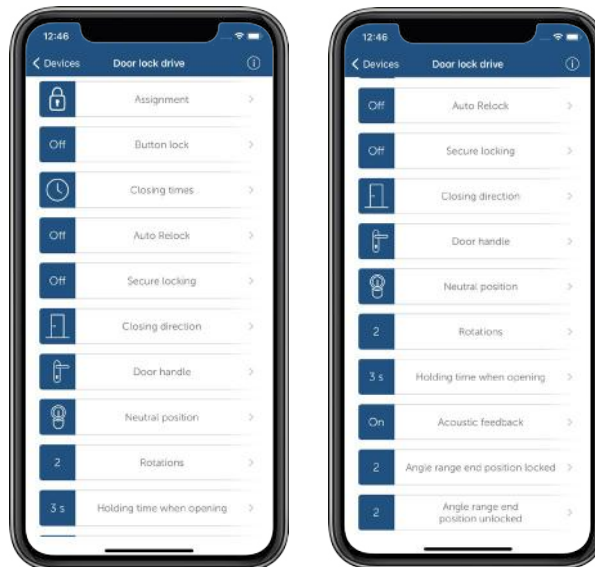 12:46
Devices
Door lock drive
Assignment
Off
Button lock
Closing times
Off
Auto Relock
Off
Secure locking
Closing direction
Door handle
Neutral position
2
Rotations
3 s
Holding time when opening
12:46
Devices
Door lock drive
Off
Auto Relock
Off
Secure locking
Closing direction
Door handle
Neutral position
2
Rotations
3 s
Holding time when opening
On
Acoustic feedback
2
Angle range end position locked
2
Angle range end
position unlocked